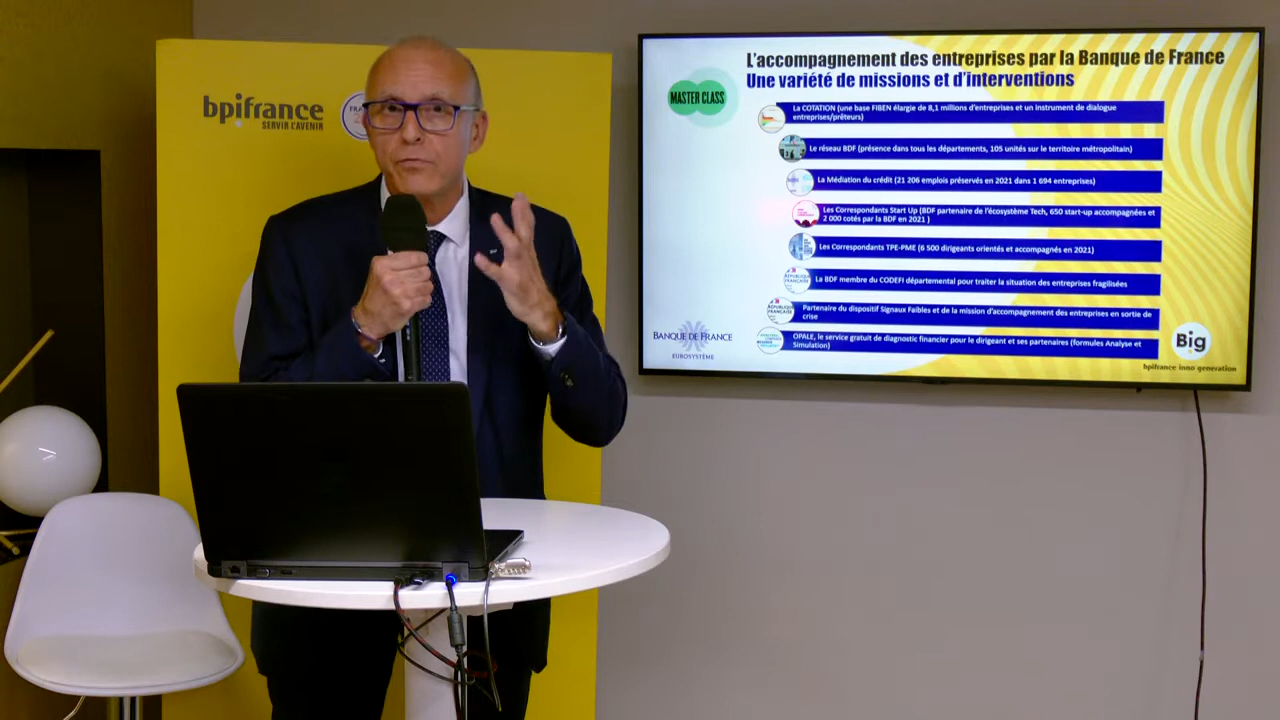 bpifrance
SERVIR L'AVENIR
FRA
MASTER CLASS
L'accompagnement des entreprises par la Banque de France
Une variété de missions et d'interventions
La COTATION (une base FIBEN élargie de 8,1 millions d'entreprises et un instrument de dialogue
entreprises/prêteurs)
Le réseau BDF (présence dans tous les départements, 105 unités sur le territoire métropolitain)
La Médiation du crédit (21 206 emplois préservés en 2021 dans 1 694 entreprises)
Les Correspondants Start Up (BDF partenaire de l'écosystème Tech, 650 start-up accompagnées et
2 000 cotés par la BDF en 2021 )
Les Correspondants TPE-PME (6 500 dirigeants orientés et accompagnés en 2021)
La BDF membre du CODEFI départemental pour traiter la situation des entreprises fragilisées
RÉPUBLIQUE
FRANÇAISE
Partenaire du dispositif Signaux Faibles et de la mission d'accompagnement des entreprises en sortie de
crise
RÉPUBLIQUE
FRANÇAISE
OPALE, le service gratuit de diagnostic financier pour le dirigeant et ses partenaires (formules Analyse et
Simulation)
BANQUE DE FRANCE
EUROSYSTÈME
Big
bpifrance inno generation